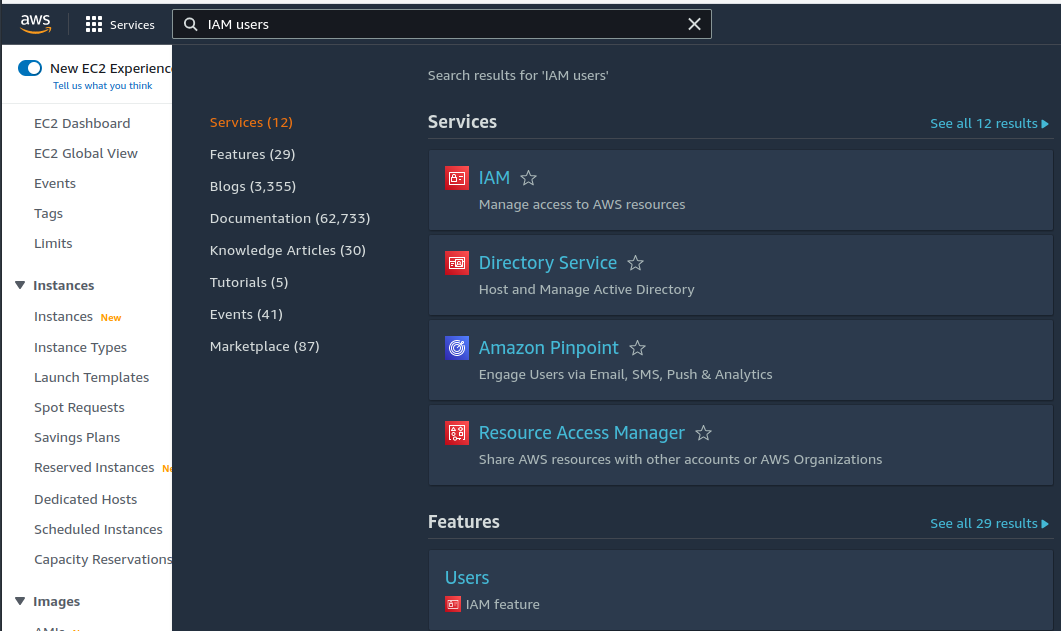 aws
Services
IAM users
New EC2 Experienc
Tell us what you think
EC2 Dashboard
EC2 Global View
Events
Tags
Limits
Instances
Instances New
Instance Types
Launch Templates
Spot Requests
Savings Plans
Reserved Instances Ne
Dedicated Hosts
Scheduled Instances
Capacity Reservations
Images
AMIs
Services (12)
Features (29)
Blogs (3,355)
Documentation (62,733)
Knowledge Articles (30)
Tutorials (5)
Events (41)
Marketplace (87)
Search results for 'IAM users'
Services
See all 12 results
IAM
Manage access to AWS resources
Directory Service
Host and Manage Active Directory
Amazon Pinpoint
Engage Users via Email, SMS, Push & Analytics
Resource Access Manager
Share AWS resources with other accounts or AWS Organizations
Features
See all 29 results
Users
IAM feature